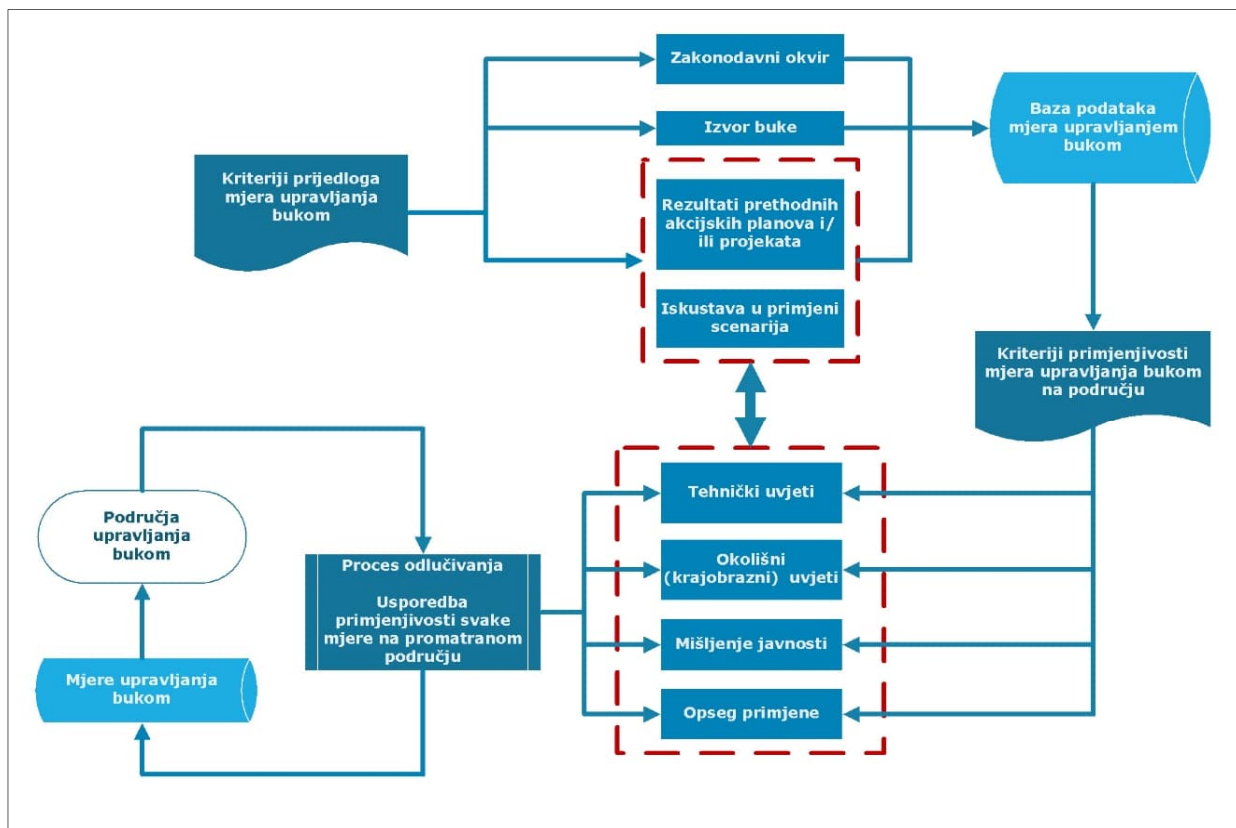 Zakonodavni okvir
Izvor buke
Kriteriji prijedloga
mjera upravljanja
bukom
Rezultati prethodnih
akcijskih planova i/
ili projekata
Iskustava u primjeni
scenarija
Baza podataka
mjera upravljanjem
bukom
Kriteriji primjenjivosti
mjera upravljanja bukom
na području
Tehnički uvjeti
Okolišni
(krajobrazni) uvjeti
Mišljenje javnosti
Opseg primjene
Proces odlučivanja
Usporedba
primjenjivosti svake
mjere na promatranom
području
Područja
upravljanja
bukom
Mjere upravljanja
bukom